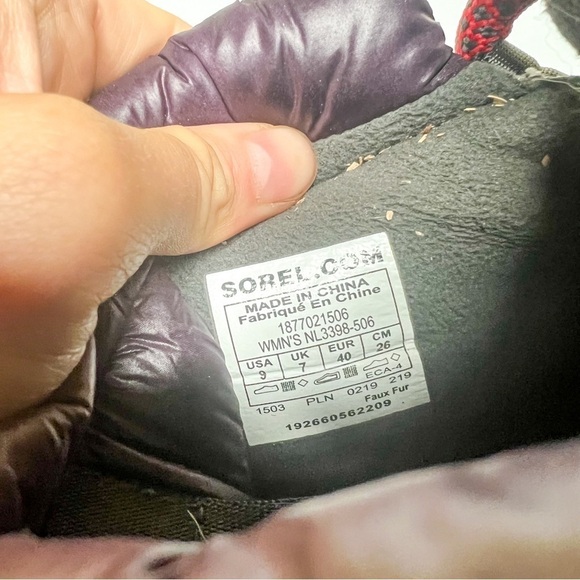 SOREL.COM
MADE IN CHINA
Fabriqué En Chine
1877021506
WMN'S NL3398-506
USA UK EUR CM
9 7 40 26
ECA-4
1503 PLN 0219 219
Faux Fur
192660562209